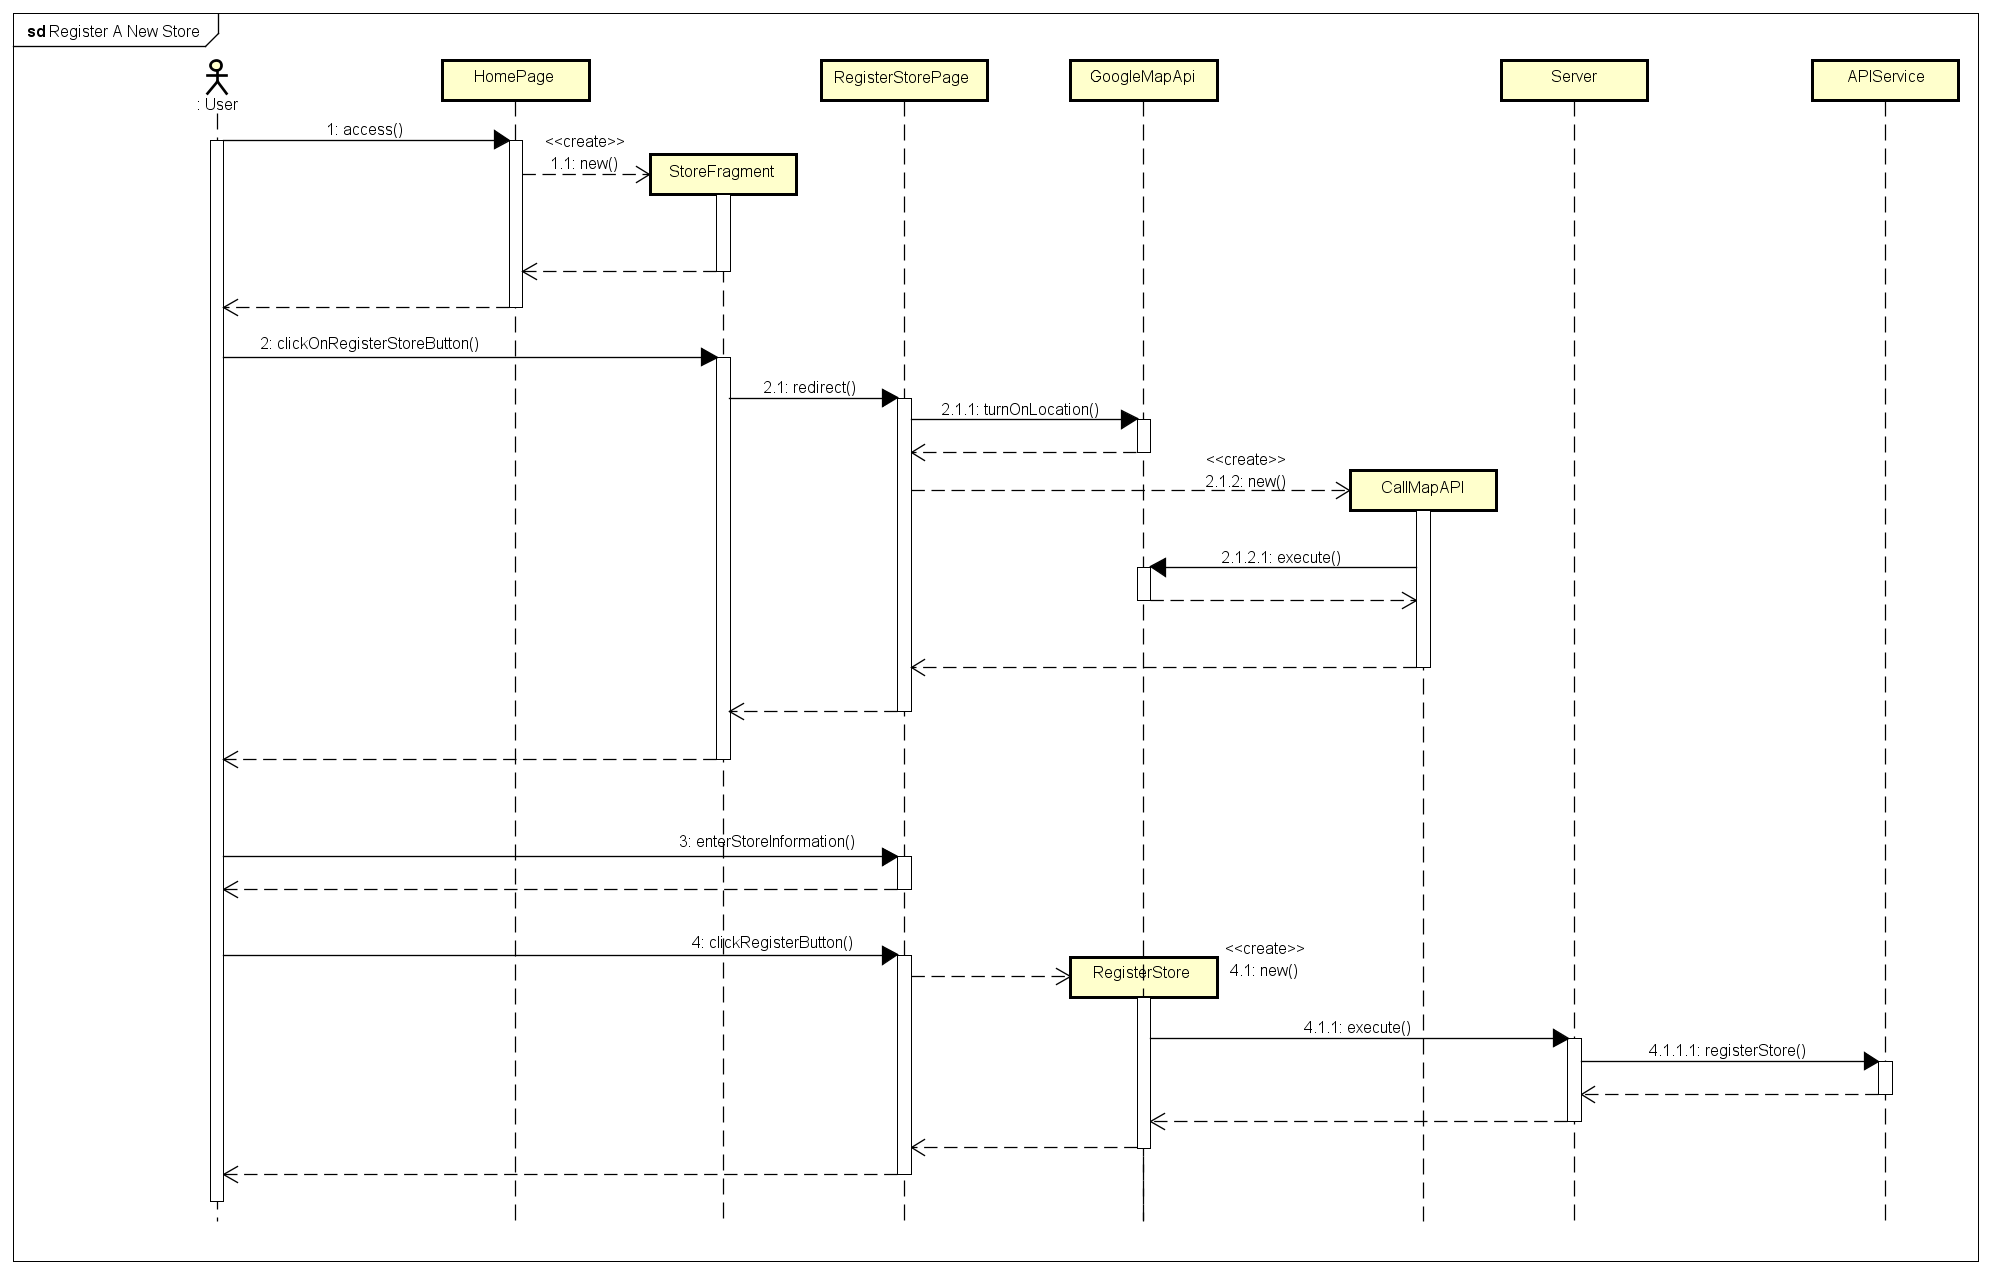 sd Register A New Store
: User
HomePage
RegisterStorePage
GoogleMapApi
Server
APIService
1: access()
<<create>>
1.1: new()
StoreFragment
2: clickOnRegisterStoreButton()
2.1: redirect()
2.1.1: turnOnLocation()
<<create>>
2.1.2: new()
CallMapAPI
2.1.2.1: execute()
3: enterStoreInformation()
4: clickRegisterButton()
<<create>>
4.1: new()
RegisterStore
4.1.1: execute()
4.1.1.1: registerStore()